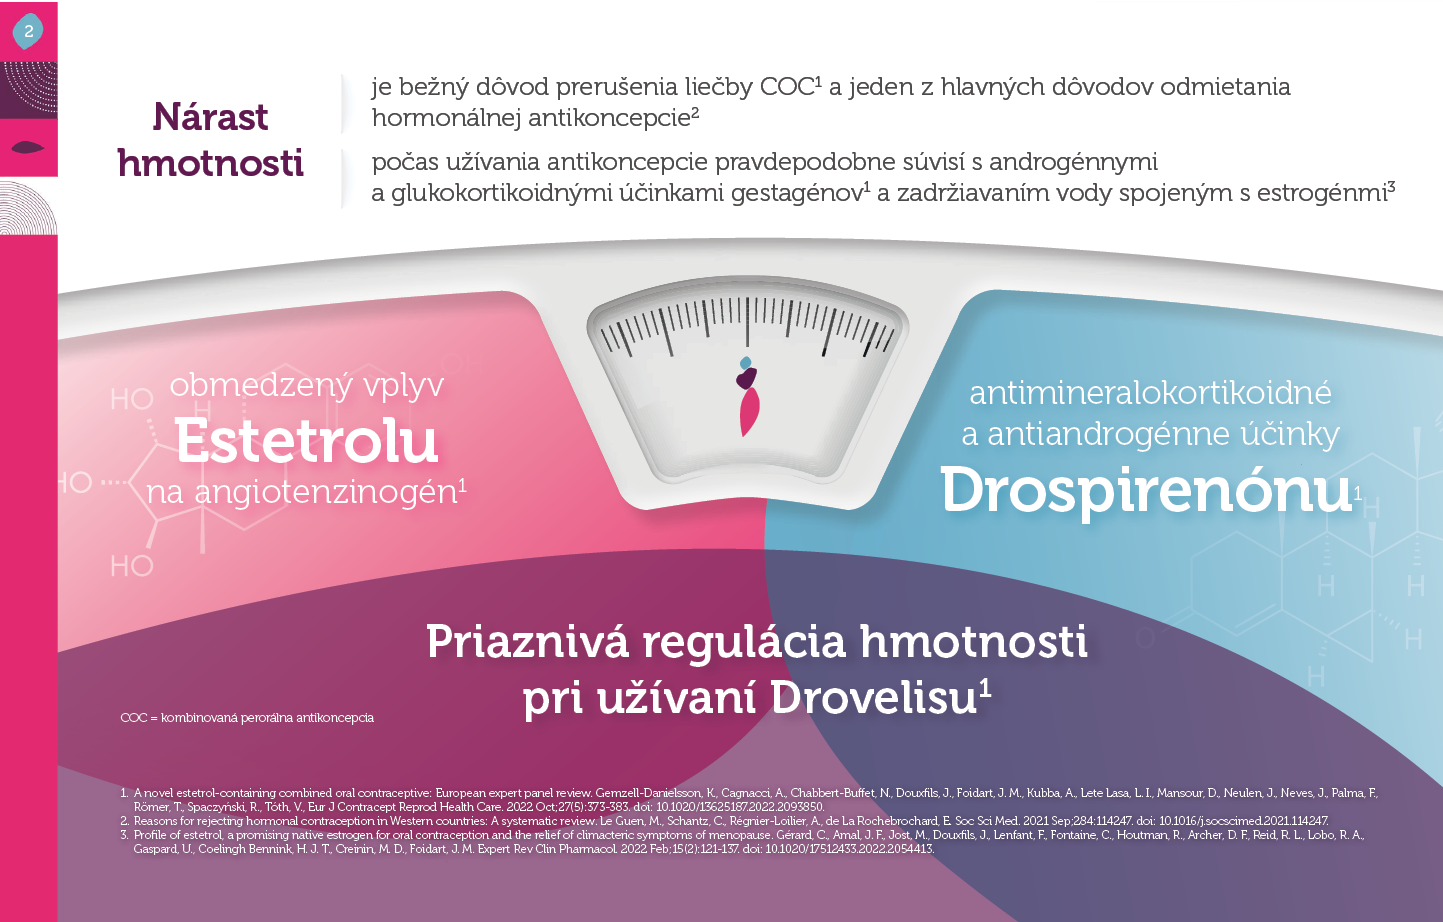 2
Nárast
hmotnosti
je bežný dôvod prerušenia liečby COC¹ a jeden z hlavných dôvodov odmietania
hormonálnej antikoncepcie²
počas užívania antikoncepcie pravdepodobne súvisí s androgénnymi
a glukokortikoidnými účinkami gestagénov¹ a zadržiavaním vody spojeným s estrogénmi³
obmedzený vplyv
Estetrolu
na angiotenzinogén¹
HO
H
OH
HO
HO
antimineralokortikoidné
a antiandrogénne účinky
Drospirenónu¹
H
H
H
H
H
O
Priaznivá regulácia hmotnosti
pri užívaní Drovelisu¹
COC = kombinovaná perorálna antikoncepcia
1. A novel estetrol-containing combined oral contraceptive: European expert panel review. Gemzell-Danielsson, K., Cagnacci, A., Chabbert-Buffet, N., Douxfils, J., Foidart, J. M., Kubba, A., Lete Lasa, L. I., Mansour, D., Neulen, J., Neves, J., Palma, F.,
Römer, T., Spaczyński, R., Tóth, V., Eur J Contracept Reprod Health Care. 2022 Oct;27(5):373-383. doi: 10.1020/13625187.2022.2093850.
2. Reasons for rejecting hormonal contraception in Western countries: A systematic review. Le Guen, M., Schantz, C., Régnier-Loilier, A., de La Rochebrochard, E. Soc Sci Med. 2021 Sep;284:114247. doi: 10.1016/j.socscimed.2021.114247.
3. Profile of estetrol, a promising native estrogen for oral contraception and the relief of climacteric symptoms of menopause. Gérard, C., Arnal, J. F., Jost, M., Douxfils, J., Lenfant, F., Fontaine, C., Houtman, R., Archer, D. F., Reid, R. L., Lobo, R. A.,
Gaspard, U., Coelingh Bennink, H. J. T., Creinin, M. D., Foidart, J. M. Expert Rev Clin Pharmacol. 2022 Feb;15(2):121-137. doi: 10.1020/17512433.2022.2054413.